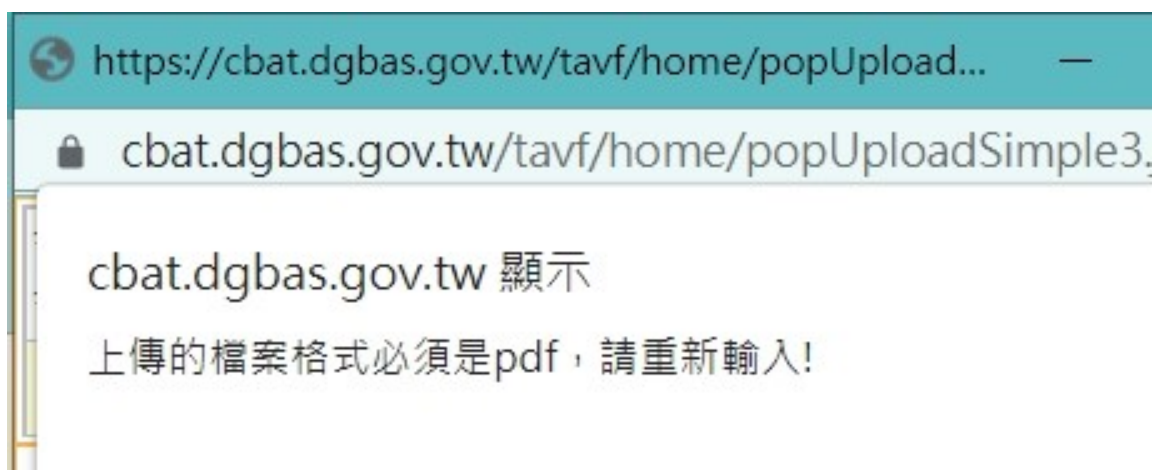 https://cbat.dgbas.gov.tw/tavf/home/popUpload...
cbat.dgbas.gov.tw/tavf/home/popUploadSimple3.
cbat.dgbas.gov.tw 顯示
上傳的檔案格式必須是pdf，請重新輸入!